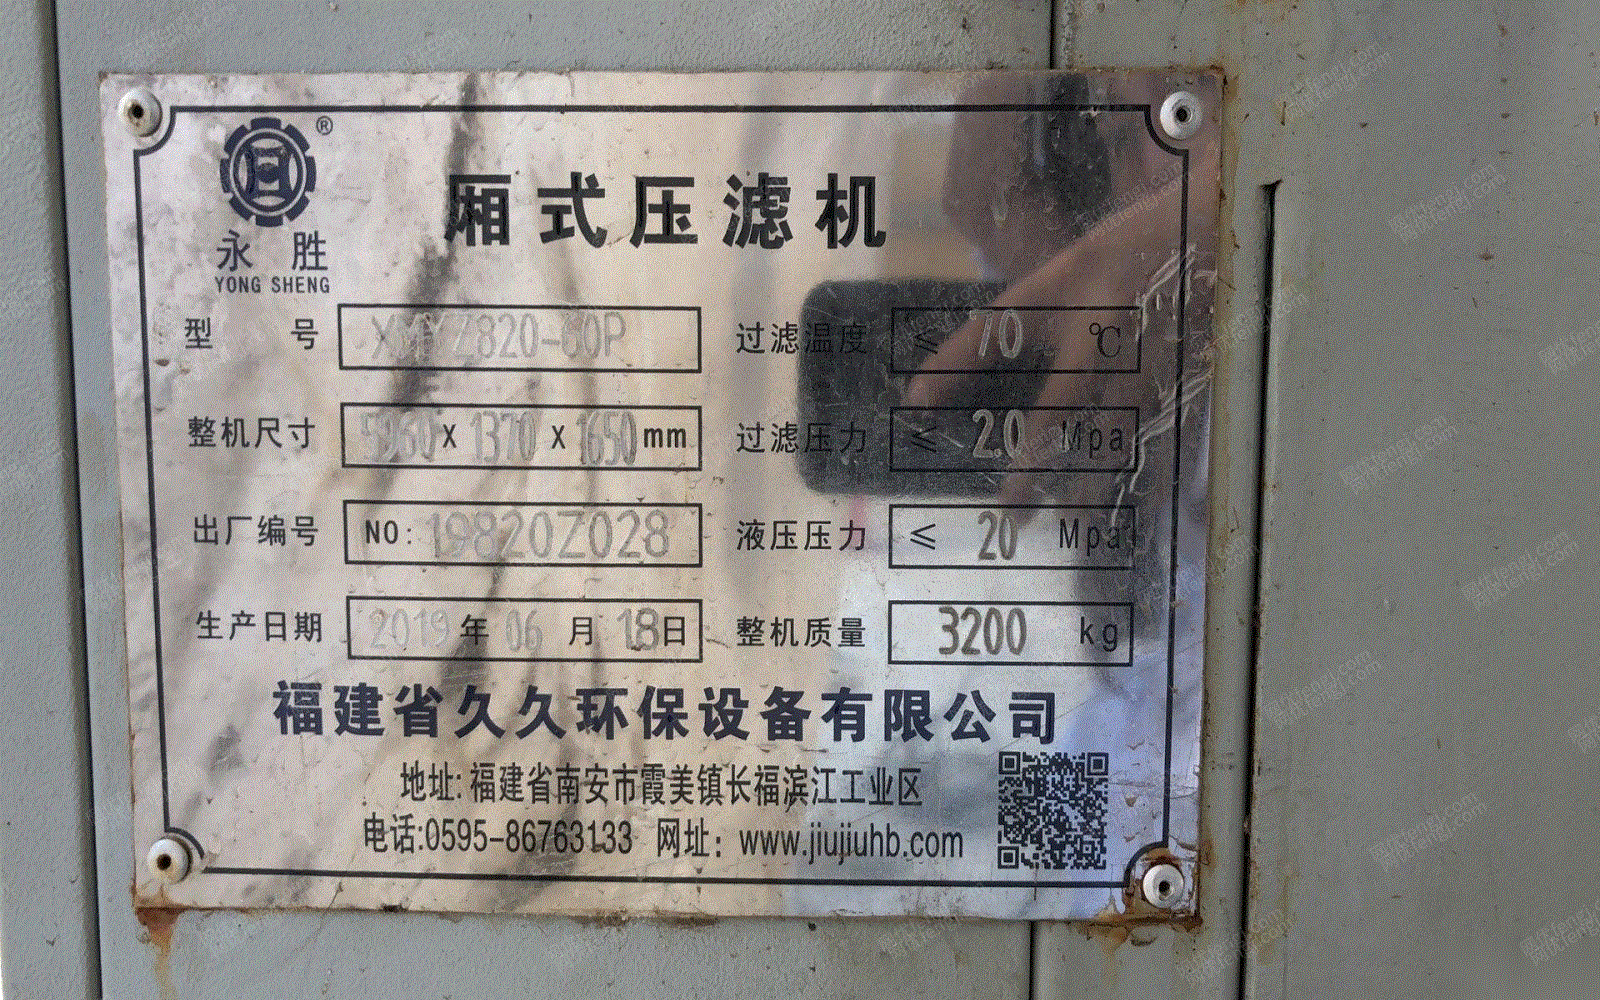 ®
永胜
YONG SHENG
厢式压滤机
型号 XMYZ820-60P 过滤温度 ≤ 70 ℃
整机尺寸 x 1370 x 1650 mm 过滤压力 ≤ 2.0 Mpa
出厂编号 NO: 19820Z028 液压压力 ≤ 20 Mpa
生产日期 2019 年 06 月 18 日 整机质量 3200 kg
福建省久久环保设备有限公司
地址: 福建省南安市霞美镇长福滨江工业区
电话:0595-86763133 网址: www.jiujiuhb.com